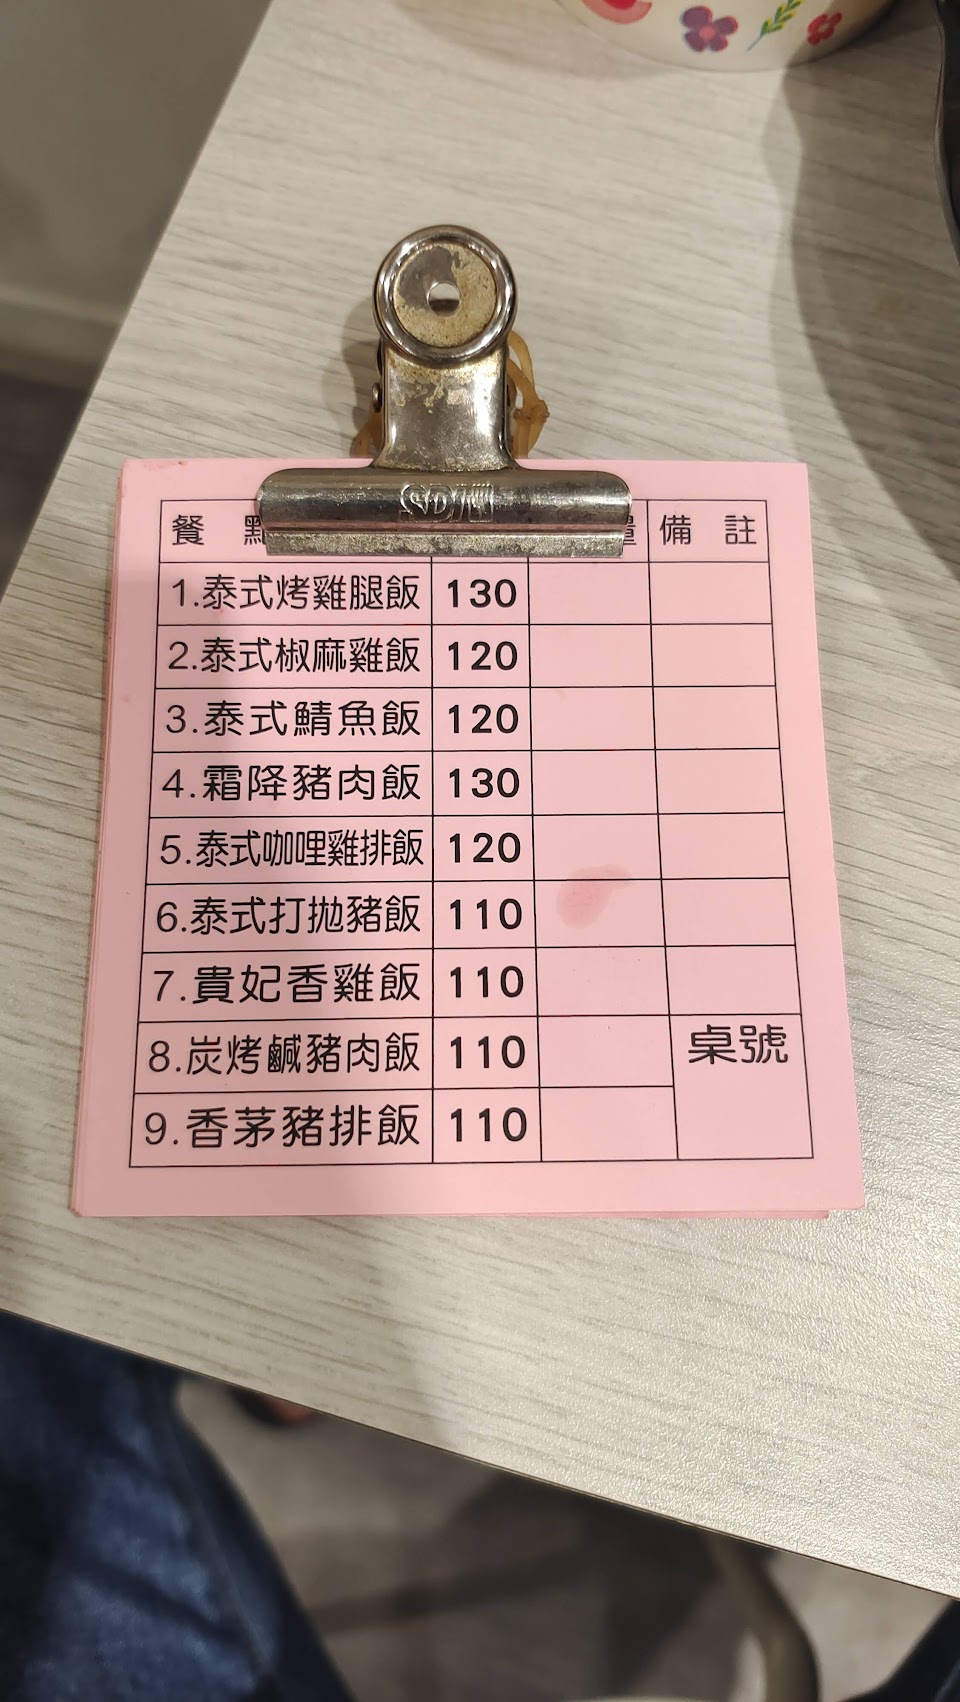 餐 點 量 備 註
1.泰式烤雞腿飯 130
2.泰式椒麻雞飯 120
3.泰式鯖魚飯 120
4.霜降豬肉飯 130
5.泰式咖哩雞排飯 120
6.泰式打拋豬飯 110
7.貴妃香雞飯 110
8.炭烤鹹豬肉飯 110
桌號
9.香茅豬排飯 110